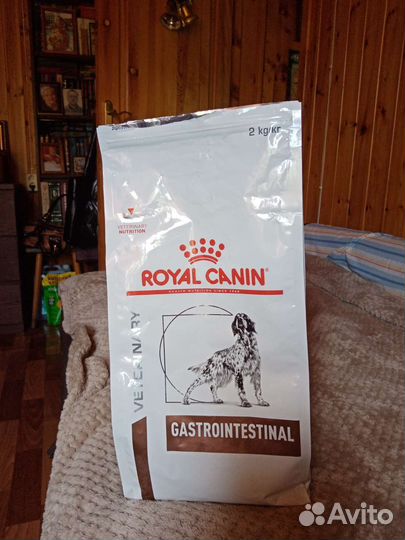 2 kg/кг
VETERINARY
NUTRITION
ROYAL CANIN
VETERINARY
GASTROINTESTINAL
Avito